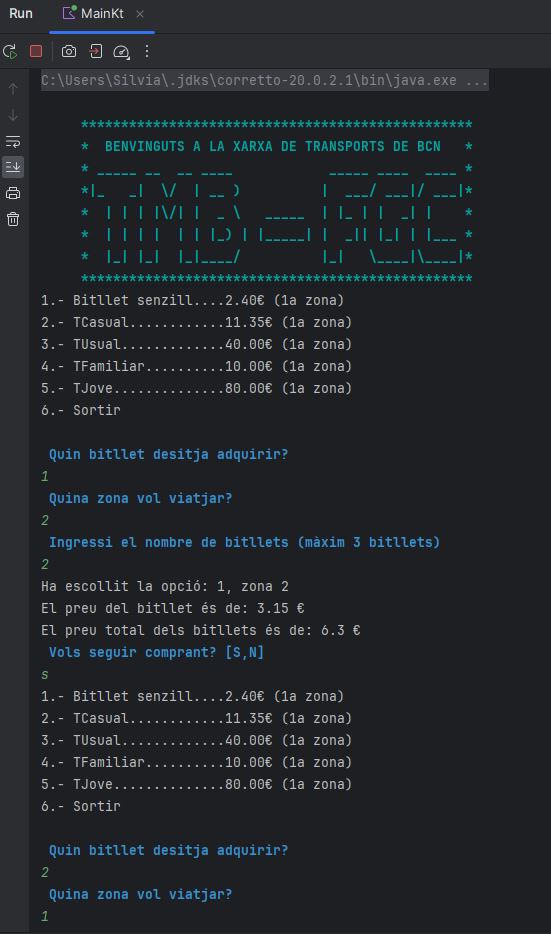 Run
MainKt
C:\Users\Silvia\.jdks\corretto-20.0.2.1\bin\java.exe ...
*************************************************
*  BENVINGUTS A LA XARXA DE TRANSPORTS DE BCN   *
* _____ __  __ ____            _____ ____  ____ *
*|_   _|  \/  | __ )          |  ___/ ___|/ ___|*
*  | | | |\/| |  _ \   _____  | |_ | |  _| |    *
*  | | | |  | | |_) | |_____| |  _|| |_| | |___ *
*  |_| |_|  |_|____/          |_|   \____|\____|*
*************************************************
1.- Bitllet senzill....2.40€ (1a zona)
2.- TCasual............11.35€ (1a zona)
3.- TUsual.............40.00€ (1a zona)
4.- TFamiliar..........10.00€ (1a zona)
5.- TJove..............80.00€ (1a zona)
6.- Sortir
Quin bitllet desitja adquirir?
1
Quina zona vol viatjar?
2
Ingressi el nombre de bitllets (màxim 3 bitllets)
2
Ha escollit la opció: 1, zona 2
El preu del bitllet és de: 3.15 €
El preu total dels bitllets és de: 6.3 €
Vols seguir comprant? [S,N]
s
1.- Bitllet senzill....2.40€ (1a zona)
2.- TCasual............11.35€ (1a zona)
3.- TUsual.............40.00€ (1a zona)
4.- TFamiliar..........10.00€ (1a zona)
5.- TJove..............80.00€ (1a zona)
6.- Sortir
Quin bitllet desitja adquirir?
2
Quina zona vol viatjar?
1